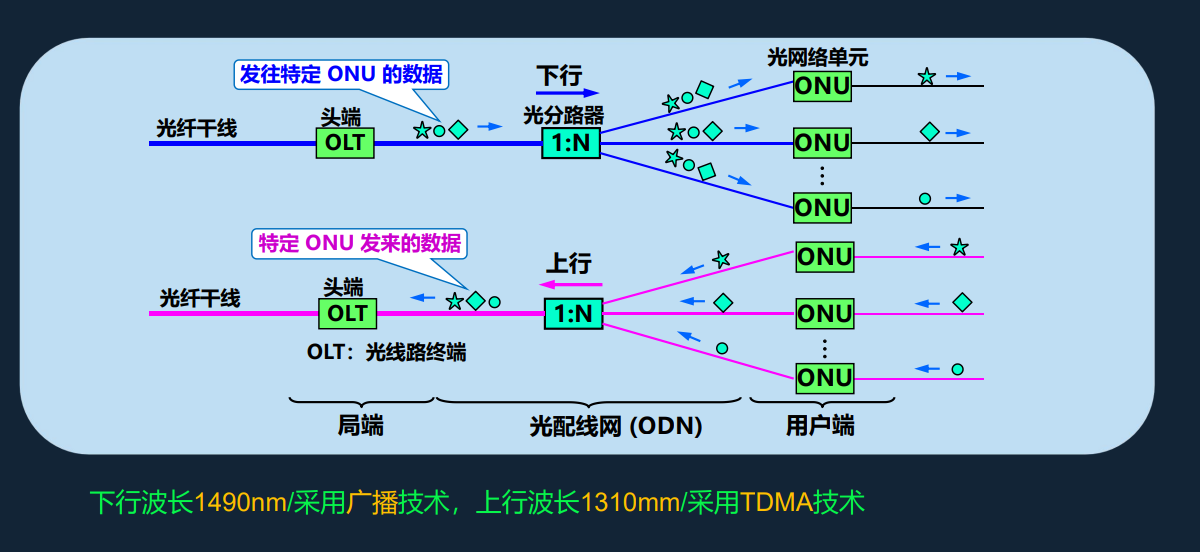 光网络单元
发往特定 ONU 的数据
下行
ONU
头端
光分路器
光纤干线
OLT
1:N
ONU
⋮
ONU
特定 ONU 发来的数据
上行
ONU
头端
光纤干线
OLT
1:N
ONU
⋮
OLT：光线路终端
ONU
局端
光配线网 (ODN)
用户端
下行波长1490nm/采用广播技术，上行波长1310mm/采用TDMA技术